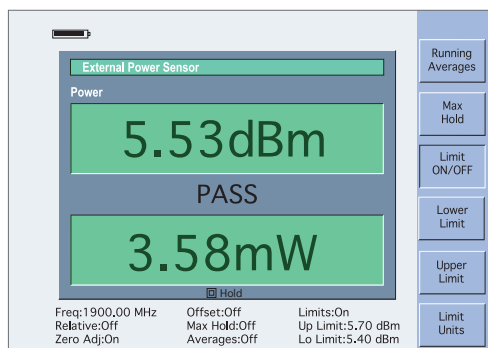 External Power Sensor
Power
5.53dBm
PASS
3.58mW
Hold
Freq:1900.00 MHz Offset:Off Limits:On
Relative:Off Max Hold:Off Up Limit:5.70 dBm
Zero Adj:On Averages:Off Lo Limit:5.40 dBm
Running
Averages
Max
Hold
Limit
ON/OFF
Lower
Limit
Upper
Limit
Limit
Units